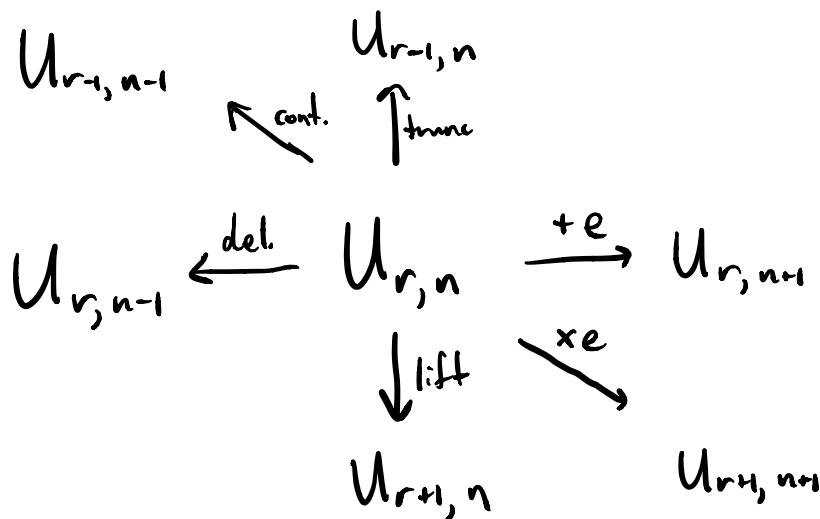 U_{r-1, n-1} U_{r-1, n}
cont. trunc
del. U_{r, n} +e
U_{r, n-1} U_{r, n+1}
lift ×e
U_{r+1, n} U_{r+1, n+1}